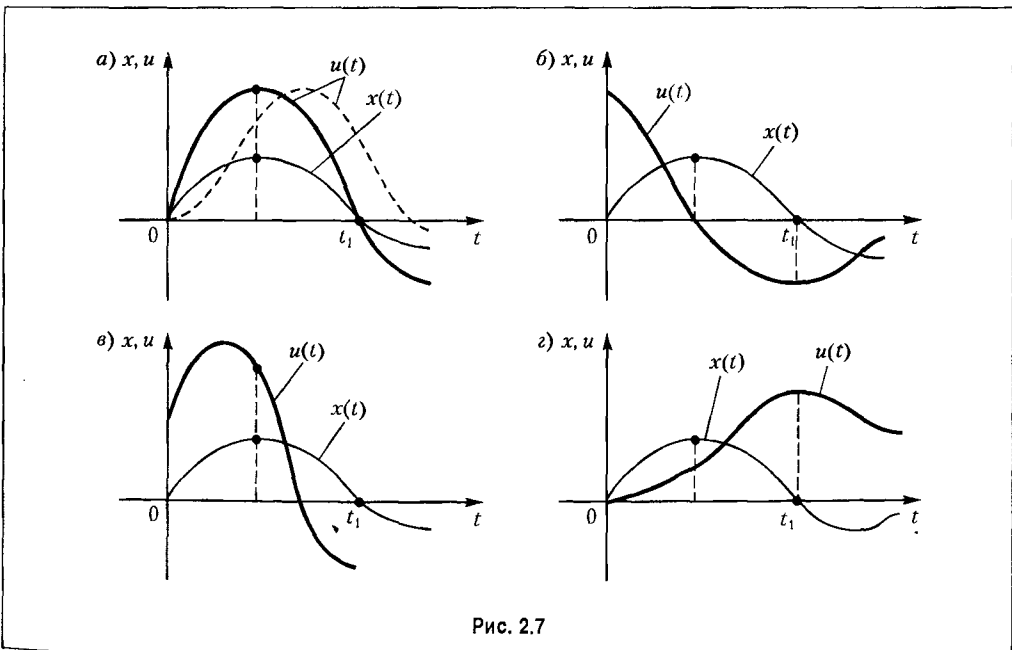 а) x, u
u(t)
x(t)
0
t₁
t
б) x, u
u(t)
x(t)
0
t₁
t
в) x, u
u(t)
x(t)
0
t₁
t
г) x, u
x(t)
u(t)
0
t₁
t
Рис. 2.7